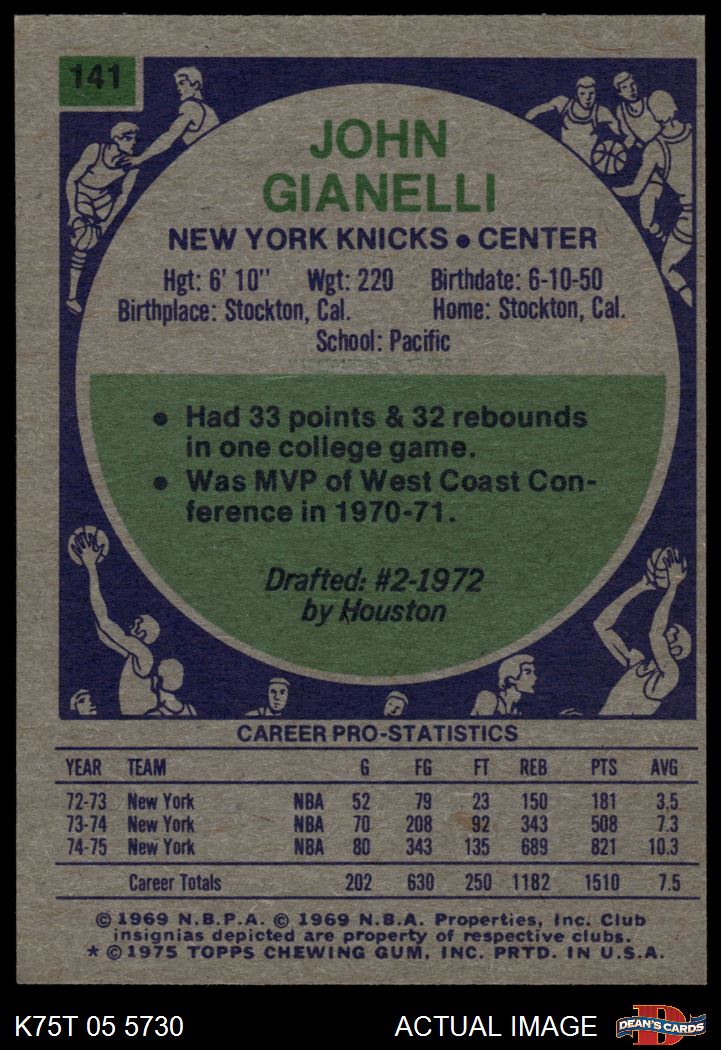 141
JOHN
GIANELLI
NEW YORK KNICKS • CENTER
Hgt: 6' 10" Wgt: 220 Birthdate: 6-10-50
Birthplace: Stockton, Cal. Home: Stockton, Cal.
School: Pacific
• Had 33 points & 32 rebounds
in one college game.
• Was MVP of West Coast Con-
ference in 1970-71.
Drafted: #2-1972
by Houston
CAREER PRO-STATISTICS
YEAR TEAM G FG FT REB PTS AVG
72-73 New York NBA 52 79 23 150 181 3.5
73-74 New York NBA 70 208 92 343 508 7.3
74-75 New York NBA 80 343 135 689 821 10.3
Career Totals 202 630 250 1182 1510 7.5
© 1969 N.B.P.A. © 1969 N.B.A. Properties, Inc. Club
insignias depicted are property of respective clubs.
* © 1975 TOPPS CHEWING GUM, INC. PRTD. IN U.S.A.
K75T 05 5730 ACTUAL IMAGE DEAN'S CARDS